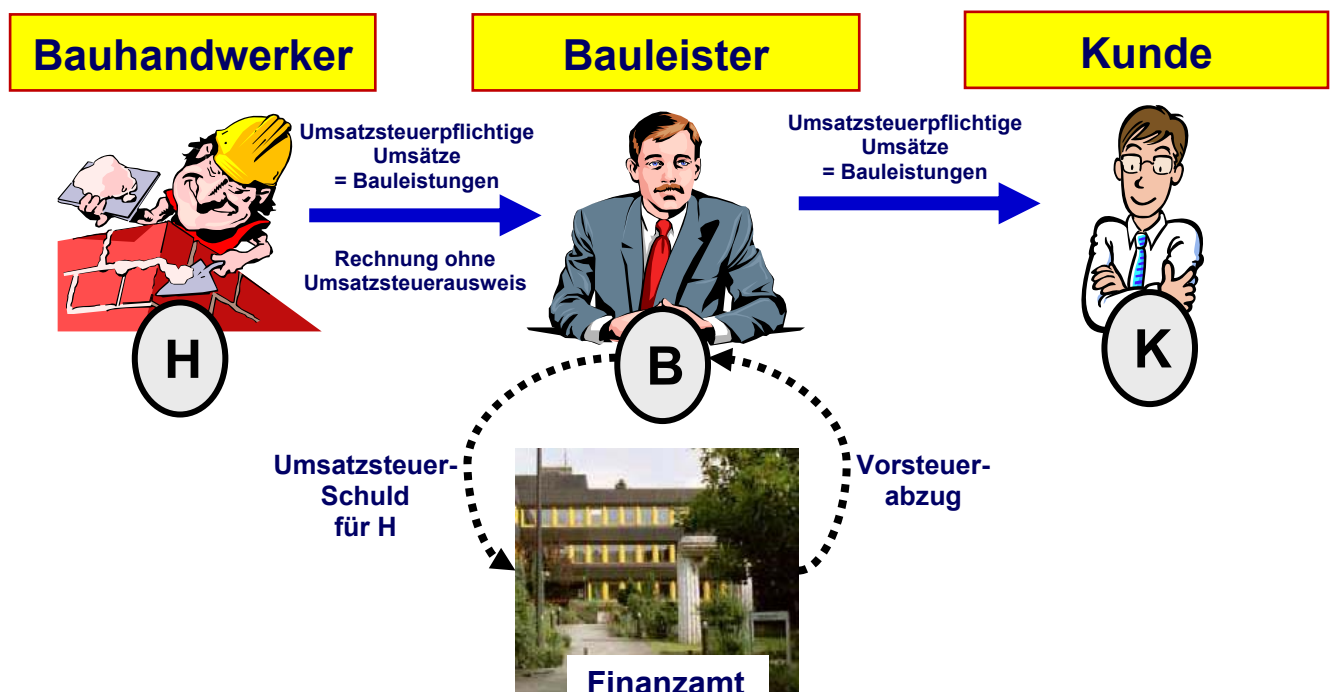 Bauhandwerker
Bauleister
Kunde
Umsatzsteuerpflichtige
Umsätze
= Bauleistungen
Rechnung ohne
Umsatzsteuerausweis
Umsatzsteuerpflichtige
Umsätze
= Bauleistungen
H
B
K
Umsatzsteuer-
Schuld
für H
Vorsteuer-
abzug
Finanzamt